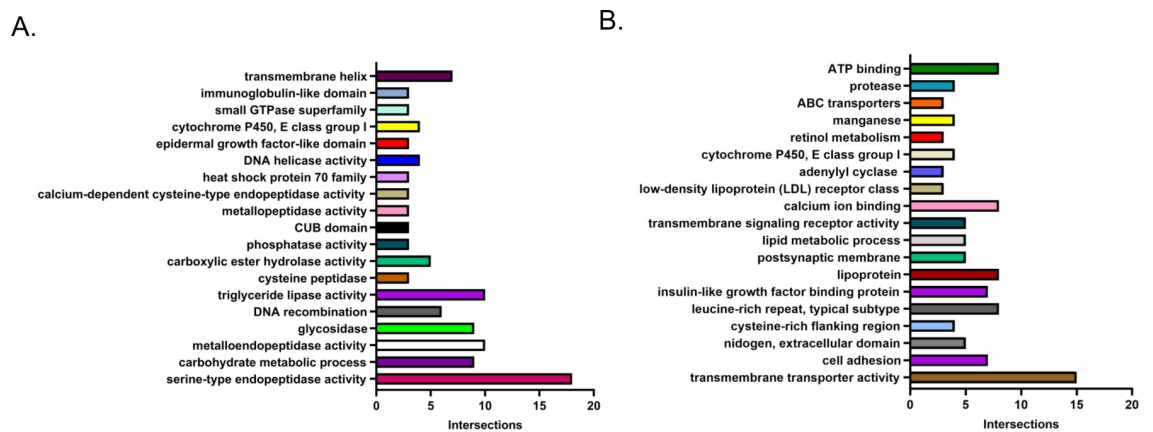 A.
transmembrane helix
immunoglobulin-like domain
small GTPase superfamily
cytochrome P450, E class group I
epidermal growth factor-like domain
DNA helicase activity
heat shock protein 70 family
calcium-dependent cysteine-type endopeptidase activity
metallopeptidase activity
CUB domain
phosphatase activity
carboxylic ester hydrolase activity
cysteine peptidase
triglyceride lipase activity
DNA recombination
glycosidase
metalloendopeptidase activity
carbohydrate metabolic process
serine-type endopeptidase activity
0 5 10 15 20
Intersections
B.
ATP binding
protease
ABC transporters
manganese
retinol metabolism
cytochrome P450, E class group I
adenylyl cyclase
low-density lipoprotein (LDL) receptor class
calcium ion binding
transmembrane signaling receptor activity
lipid metabolic process
postsynaptic membrane
lipoprotein
insulin-like growth factor binding protein
leucine-rich repeat, typical subtype
cysteine-rich flanking region
nidogen, extracellular domain
cell adhesion
transmembrane transporter activity
0 5 10 15 20
Intersections